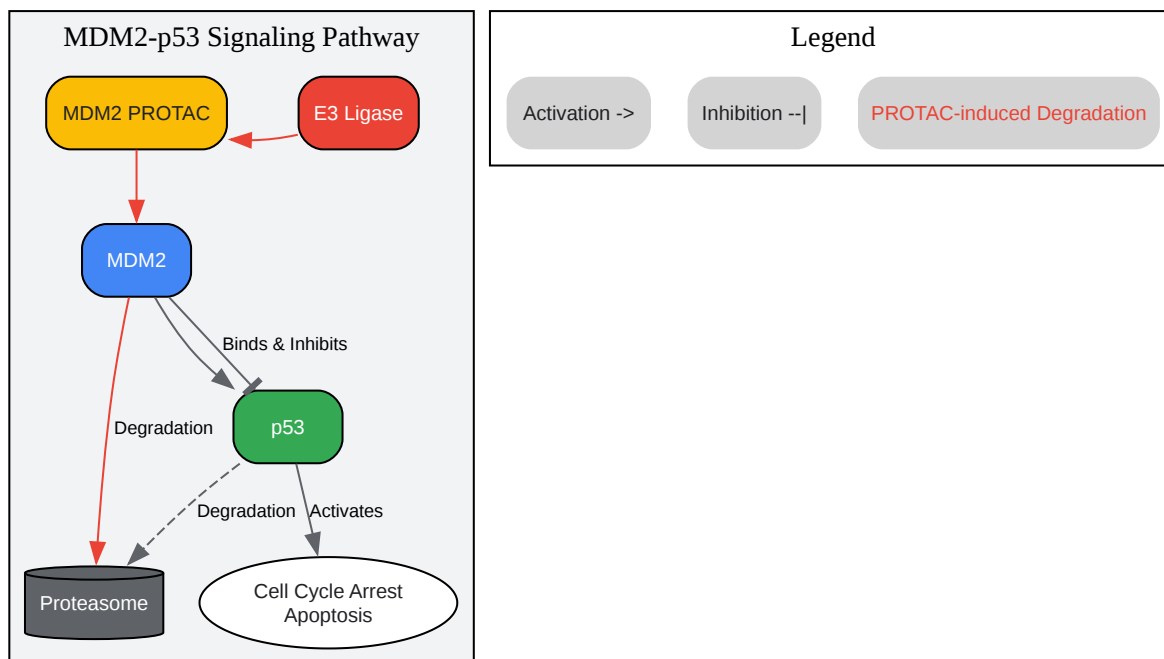 MDM2-p53 Signaling Pathway
MDM2 PROTAC
E3 Ligase
MDM2
Binds & Inhibits
Degradation
p53
Degradation
Activates
Proteasome
Cell Cycle Arrest
Apoptosis
Legend
Activation ->
Inhibition --|
PROTAC-induced Degradation